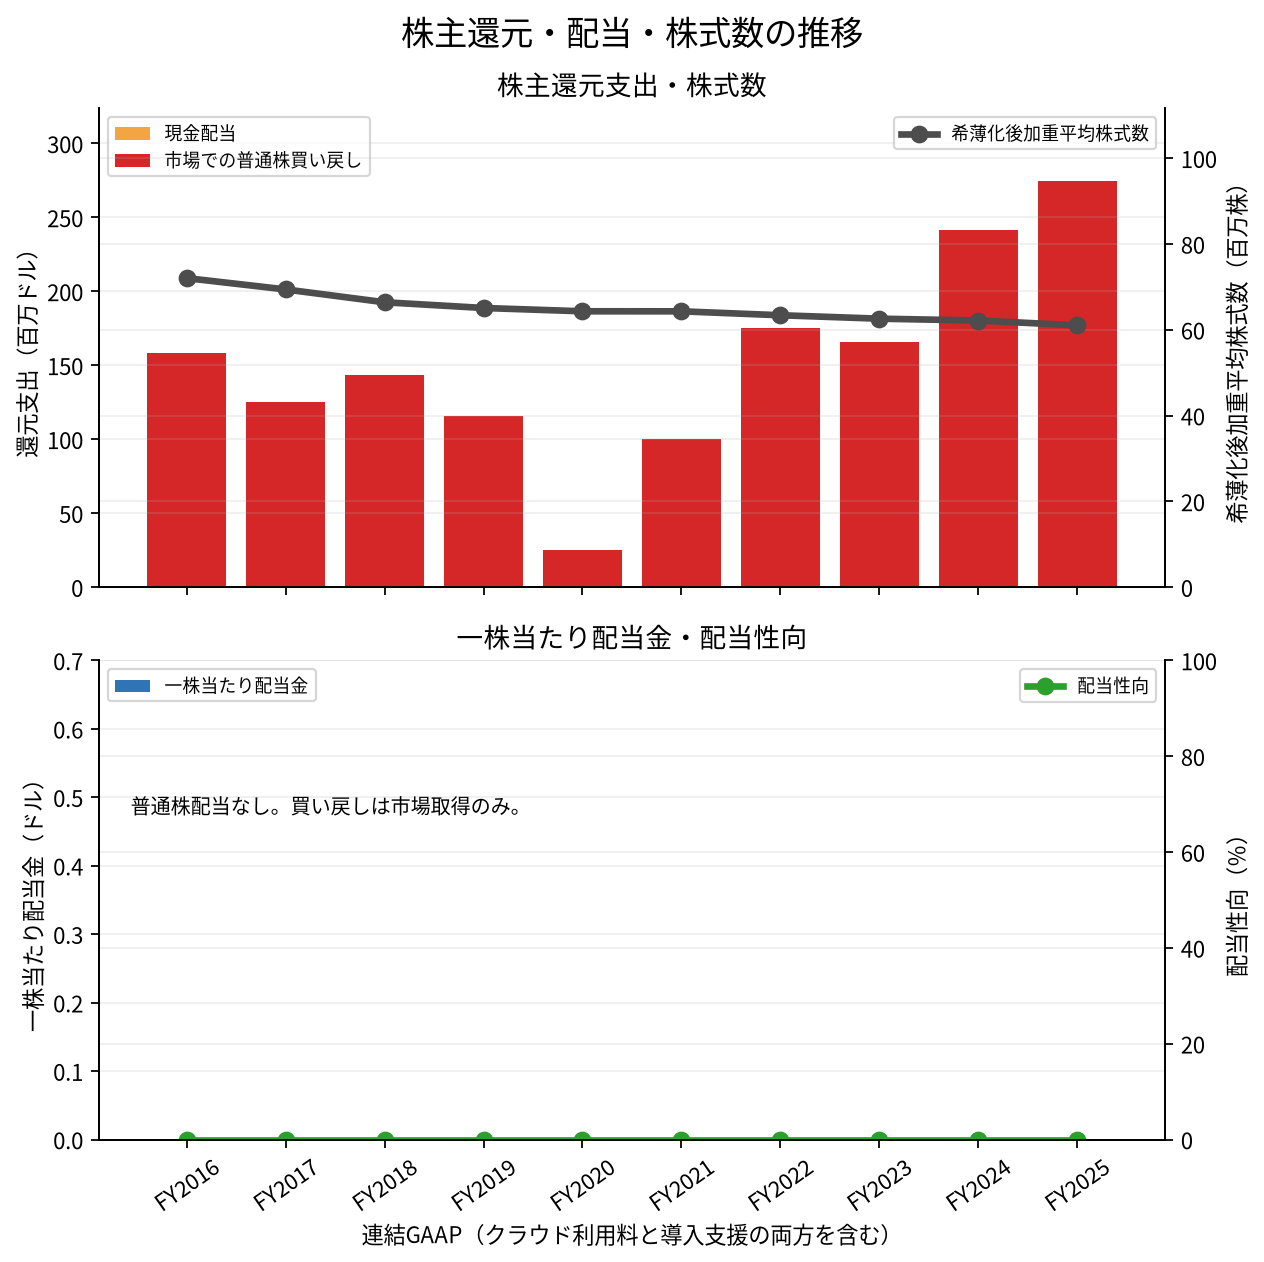 株主還元・配当・株式数の推移
株主還元支出・株式数
現金配当
市場での普通株買い戻し
希薄化後加重平均株式数
還元支出（百万ドル）
300
250
200
150
100
50
0
100
80
60
40
20
0
希薄化後加重平均株式数（百万株）
一株当たり配当金・配当性向
一株当たり配当金
配当性向
普通株配当なし。買い戻しは市場取得のみ。
一株当たり配当金（ドル）
0.7
0.6
0.5
0.4
0.3
0.2
0.1
0.0
100
80
60
40
20
0
配当性向（%）
FY2016
FY2017
FY2018
FY2019
FY2020
FY2021
FY2022
FY2023
FY2024
FY2025
連結GAAP（クラウド利用料と導入支援の両方を含む）